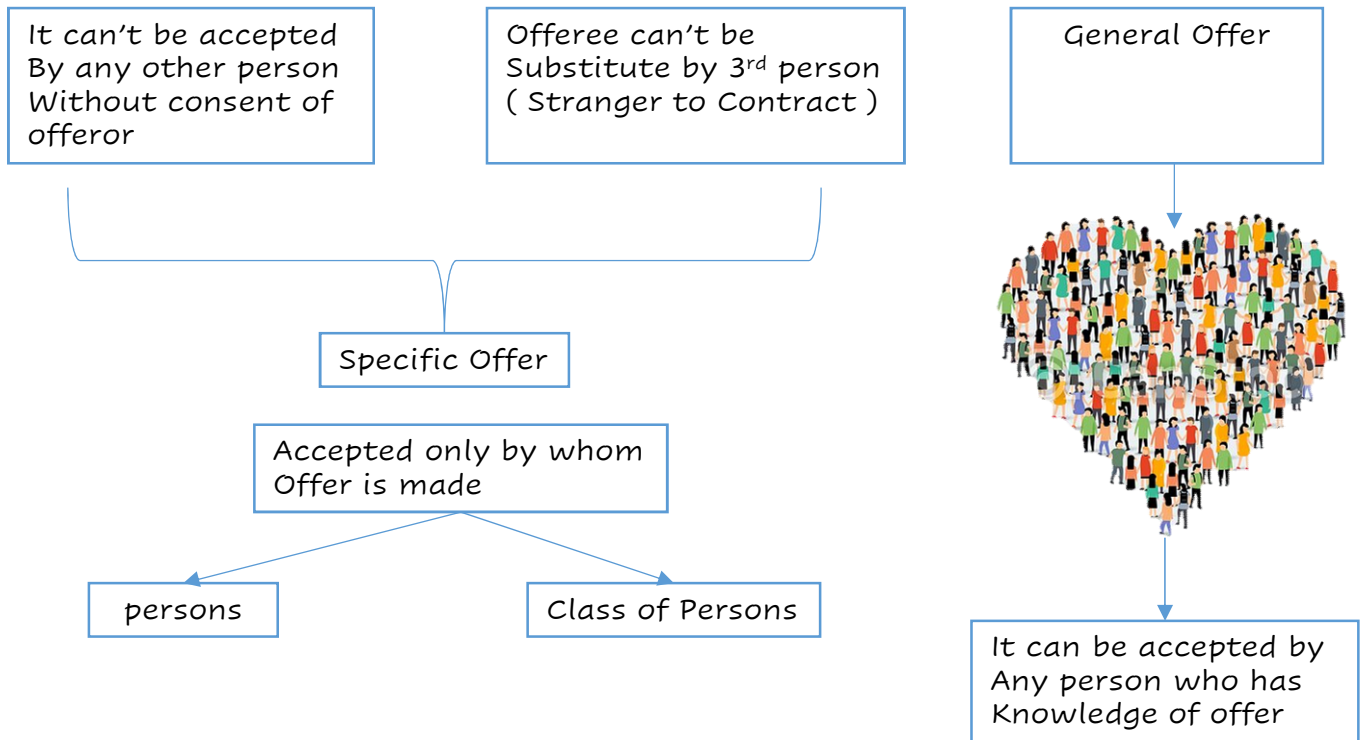 It can't be accepted
By any other person
Without consent of
offeror
Offeree can't be
Substitute by 3rd person
( Stranger to Contract )
General Offer
Specific Offer
Accepted only by whom
Offer is made
persons
Class of Persons
It can be accepted by
Any person who has
Knowledge of offer